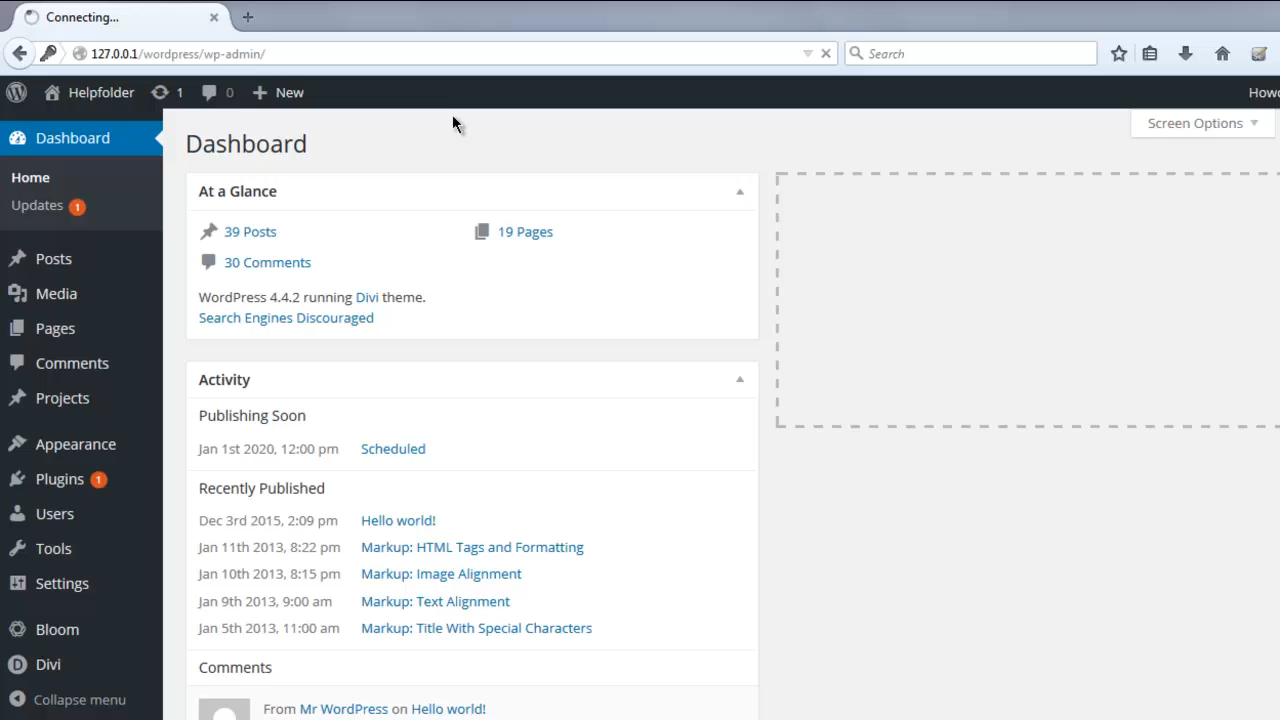 Connecting...
127.0.0.1/wordpress/wp-admin/
Search
Helpfolder 1 0 New
Howd
Dashboard
Screen Options
Dashboard
Home
Updates 1
Posts
Media
Pages
Comments
Projects
Appearance
Plugins 1
Users
Tools
Settings
Bloom
Divi
Collapse menu
At a Glance
39 Posts
19 Pages
30 Comments
WordPress 4.4.2 running Divi theme.
Search Engines Discouraged
Activity
Publishing Soon
Jan 1st 2020, 12:00 pm Scheduled
Recently Published
Dec 3rd 2015, 2:09 pm Hello world!
Jan 11th 2013, 8:22 pm Markup: HTML Tags and Formatting
Jan 10th 2013, 8:15 pm Markup: Image Alignment
Jan 9th 2013, 9:00 am Markup: Text Alignment
Jan 5th 2013, 11:00 am Markup: Title With Special Characters
Comments
From Mr WordPress on Hello world!